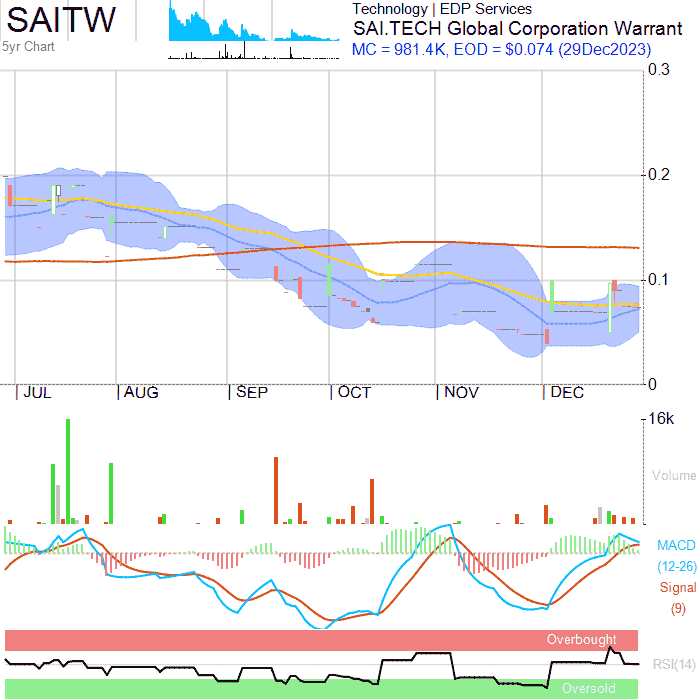 SAITW
5yr Chart
Technology | EDP Services
SAI.TECH Global Corporation Warrant
MC = 981.4K, EOD = $0.074 (29Dec2023)
0.3
0.2
0.1
0
JUL AUG SEP OCT NOV DEC
16k
Volume
MACD
(12-26)
Signal
(9)
Overbought
RSI(14)
Oversold